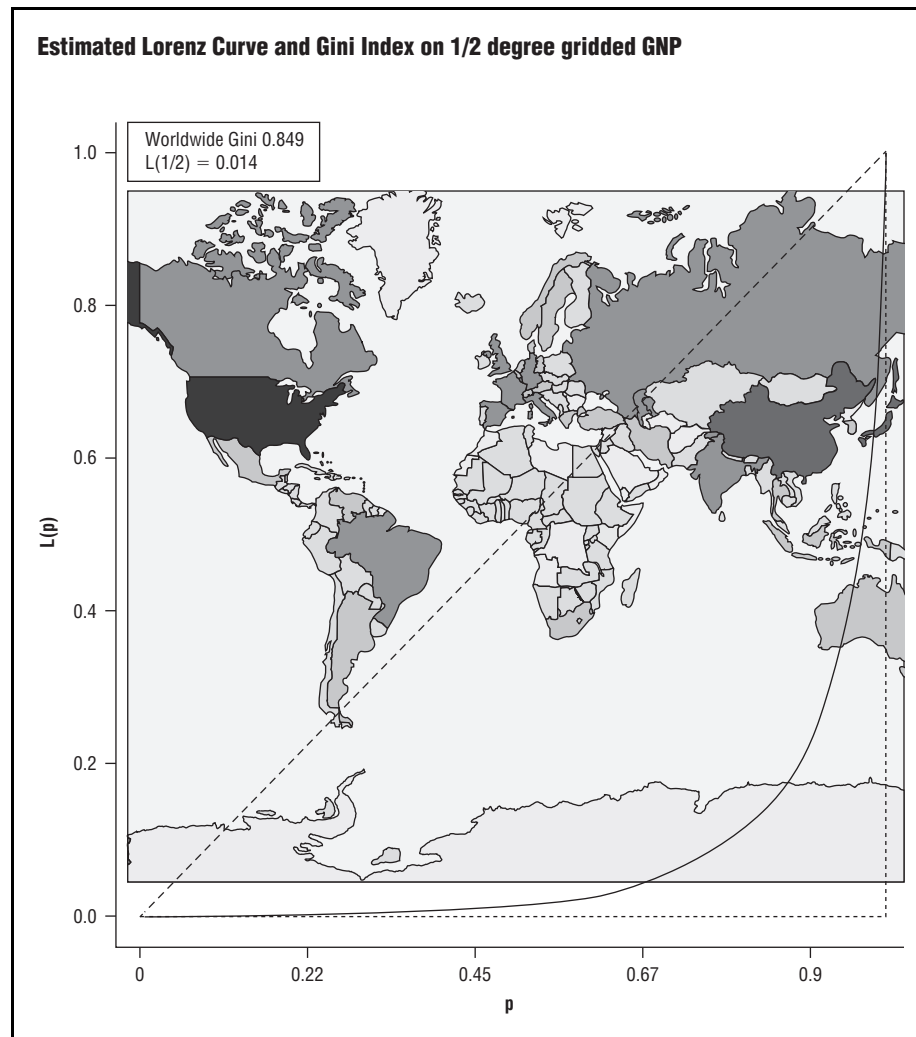 Estimated Lorenz Curve and Gini Index on 1/2 degree gridded GNP
Worldwide Gini 0.849
L(1/2) = 0.014
1.0
0.8
0.6
L(p)
0.4
0.2
0.0
0
0.22
0.45
0.67
0.9
p